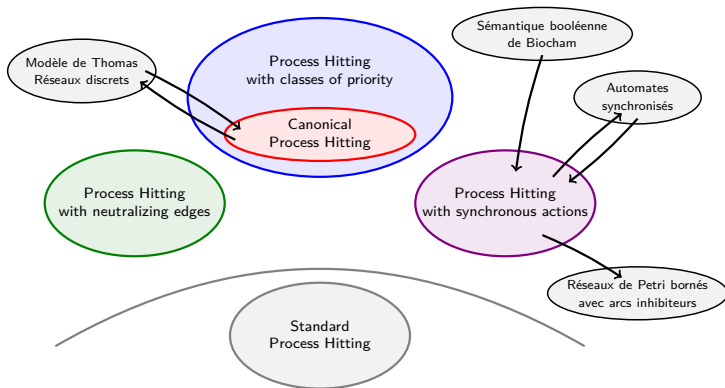 Sémantique booléenne
de Biocham
Modèle de Thomas
Réseaux discrets
Process Hitting
with classes of priority
Automates
synchronisés
Canonical
Process Hitting
Process Hitting
with neutralizing edges
Process Hitting
with synchronous actions
Réseaux de Petri bornés
avec arcs inhibiteurs
Standard
Process Hitting